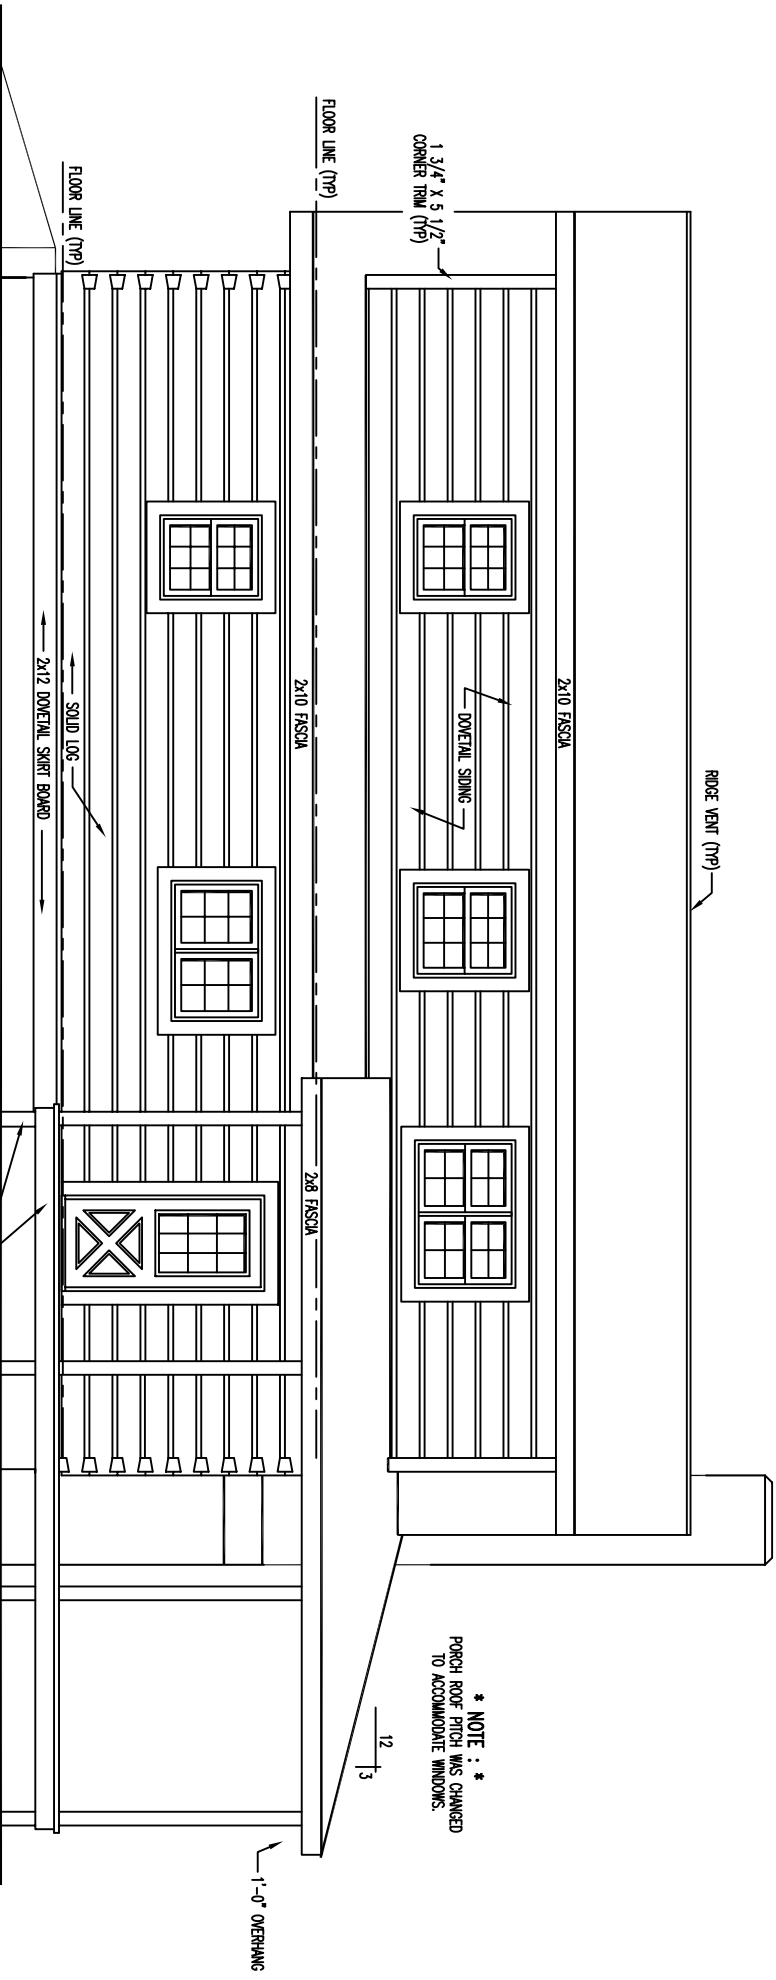 RIDGE VENT (TYP)
1 3/4" X 5 1/2"
CORNER TRIM (TYP)
2x10 FASCIA
DOVETAIL SIDING
* NOTE : *
PORCH ROOF PITCH WAS CHANGED
TO ACCOMMODATE WINDOWS.
12
3
FLOOR LINE (TYP)
2x10 FASCIA
2x8 FASCIA
1'-0" OVERHANG
FLOOR LINE (TYP)
SOLID LOG
2x12 DOVETAIL SKIRT BOARD